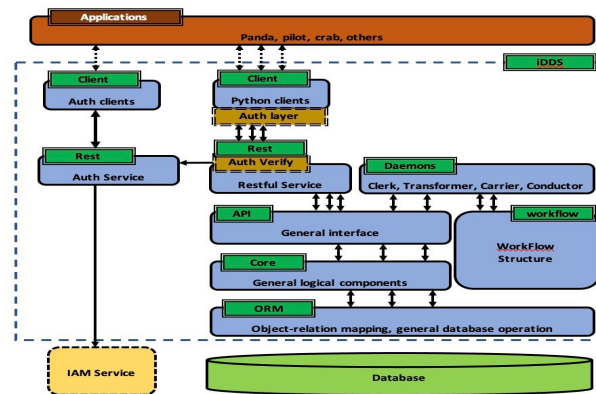 Applications
Panda, pilot, crab, others
iDDS
Client
Auth clients
Client
Python clients
Auth layer
Rest
Auth Service
Rest
Auth Verify
Restful Service
Daemons
Clerk, Transformer, Carrier, Conductor
API
General interface
workflow
WorkFlow
Structure
Core
General logical components
ORM
Object-relation mapping, general database operation
IAM Service
Database